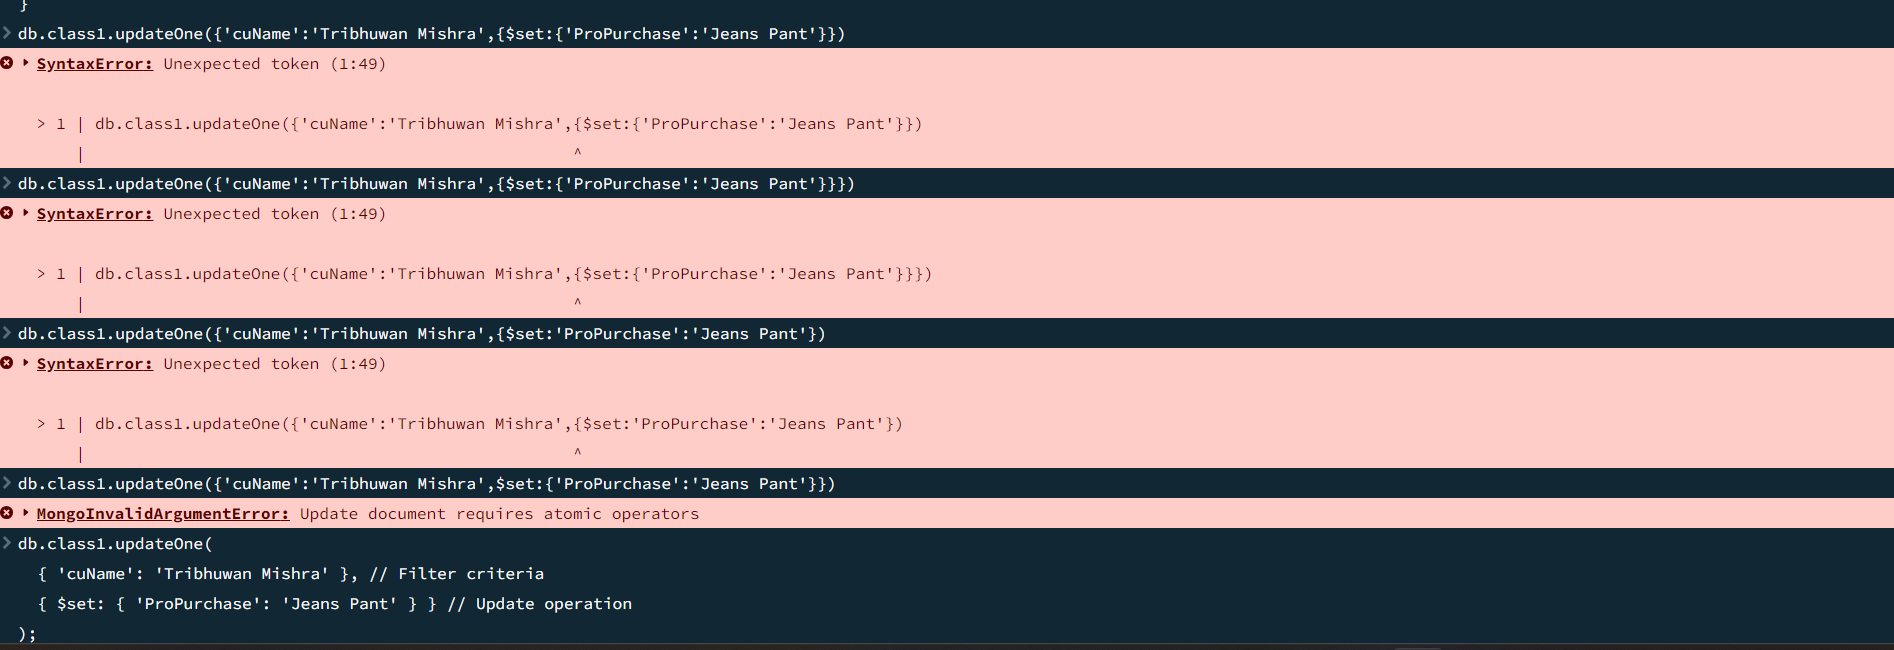 }
db.class1.updateOne({'cuName':'Tribhuwan Mishra',{$set:{'ProPurchase':'Jeans Pant'}})
SyntaxError: Unexpected token (1:49)
> 1 | db.class1.updateOne({'cuName':'Tribhuwan Mishra',{$set:{'ProPurchase':'Jeans Pant'}})
| ^
db.class1.updateOne({'cuName':'Tribhuwan Mishra',{$set:{'ProPurchase':'Jeans Pant'}}})
SyntaxError: Unexpected token (1:49)
> 1 | db.class1.updateOne({'cuName':'Tribhuwan Mishra',{$set:{'ProPurchase':'Jeans Pant'}}})
| ^
db.class1.updateOne({'cuName':'Tribhuwan Mishra',{$set:'ProPurchase':'Jeans Pant'})
SyntaxError: Unexpected token (1:49)
> 1 | db.class1.updateOne({'cuName':'Tribhuwan Mishra',{$set:'ProPurchase':'Jeans Pant'})
| ^
db.class1.updateOne({'cuName':'Tribhuwan Mishra',$set:{'ProPurchase':'Jeans Pant'}})
MongoInvalidArgumentError: Update document requires atomic operators
db.class1.updateOne(
{ 'cuName': 'Tribhuwan Mishra' }, // Filter criteria
{ $set: { 'ProPurchase': 'Jeans Pant' } } // Update operation
);